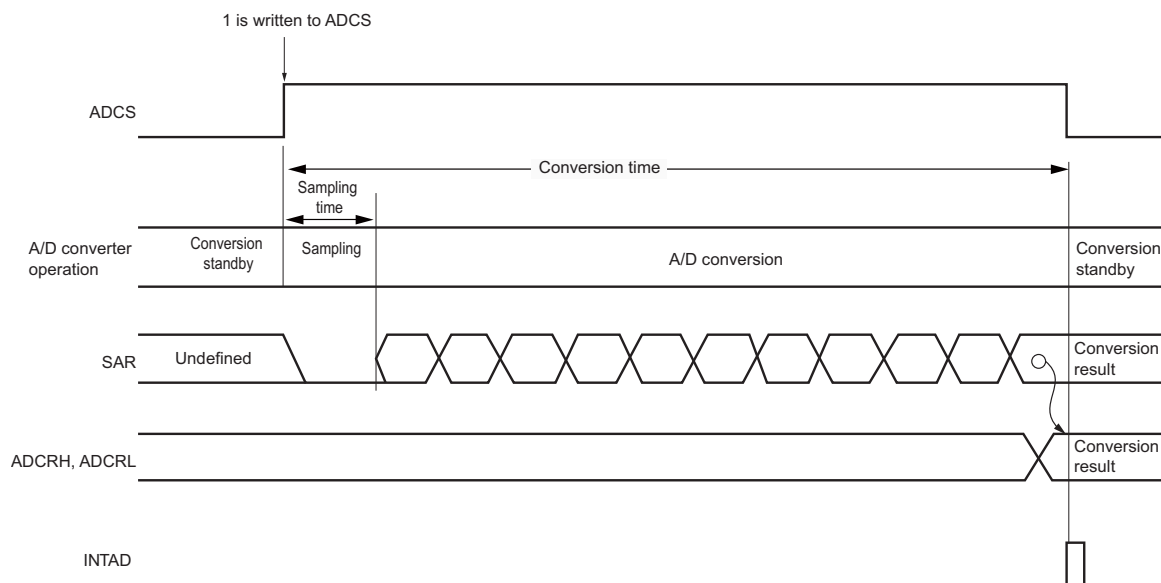 1 is written to ADCS
ADCS
Conversion time
Sampling
time
A/D converter
operation
Conversion
standby
Sampling
A/D conversion
Conversion
standby
SAR
Undefined
Conversion
result
ADCRH, ADCRL
Conversion
result
INTAD